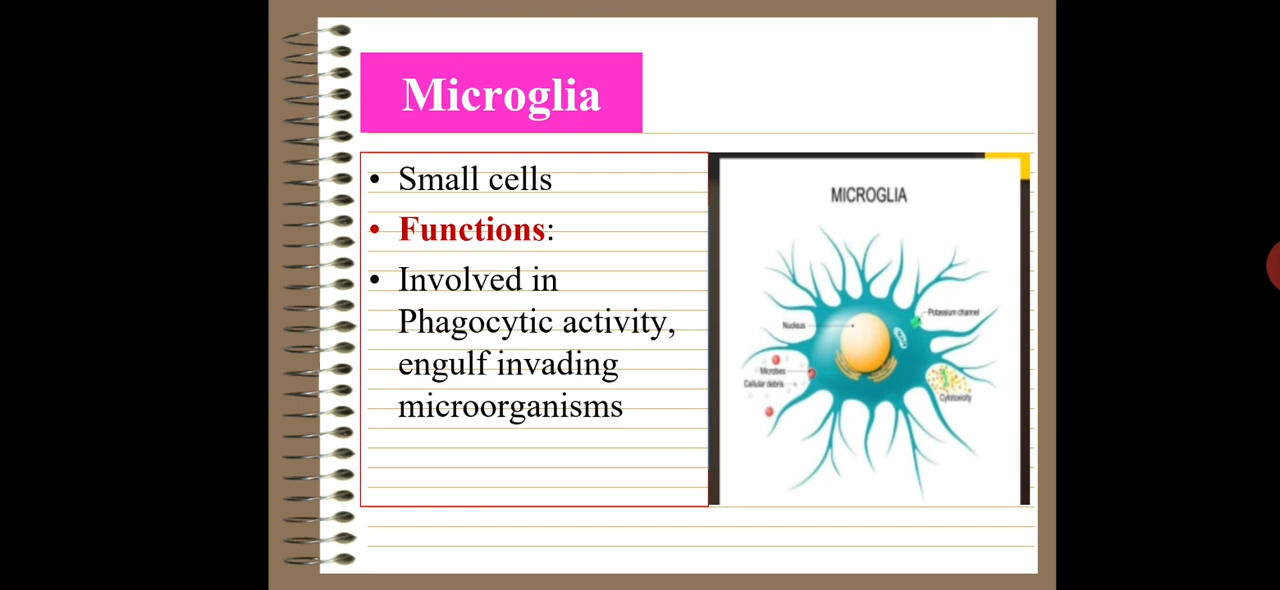 Microglia
• Small cells
• Functions:
• Involved in
Phagocytic activity,
engulf invading
microorganisms
MICROGLIA
Potassium channel
Nucleus
Microbes
Cellular debris
Cytotoxicity